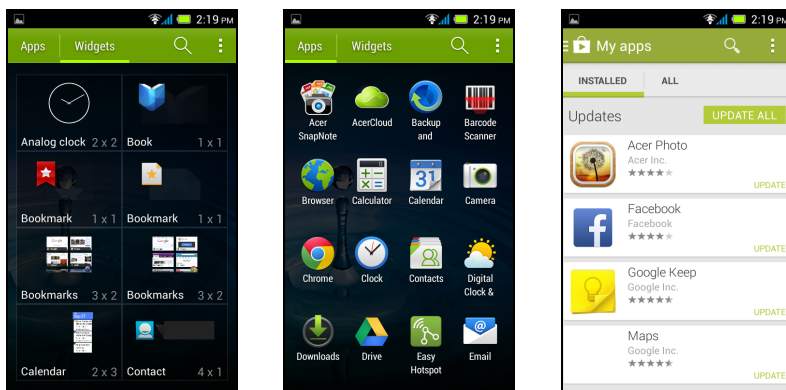 2:19 PM
Apps Widgets
Analog clock 2 x 2 Book 1 x 1
Bookmark 1 x 1 Bookmark 1 x 1
Bookmarks 3 x 2 Bookmarks 3 x 2
Calendar 2 x 3 Contact 4 x 1
2:19 PM
Apps Widgets
Acer SnapNote
AcerCloud
Backup and
Barcode Scanner
Browser Calculator Calendar Camera
31
Chrome Clock Contacts
Digital Clock &
Downloads Drive
Easy Hotspot
Email
2:19 PM
My apps
INSTALLED ALL
Updates UPDATE ALL
Acer Photo
Acer Inc.
UPDATE
Facebook
Facebook
UPDATE
Google Keep
Google Inc.
UPDATE
Maps
Google Inc.
UPDATE